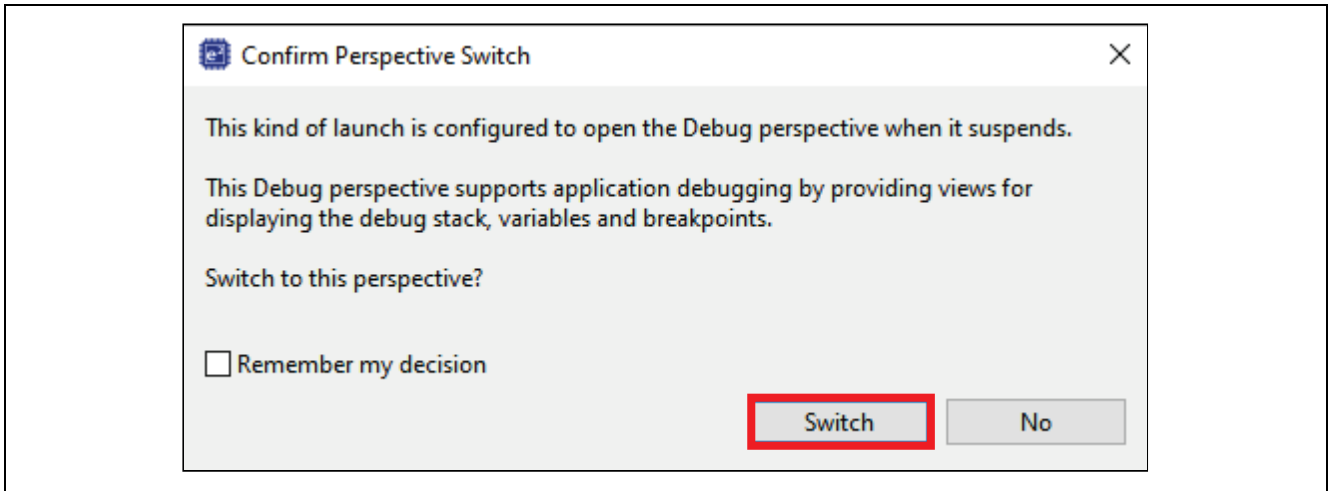 Confirm Perspective Switch
This kind of launch is configured to open the Debug perspective when it suspends.
This Debug perspective supports application debugging by providing views for
displaying the debug stack, variables and breakpoints.
Switch to this perspective?
Remember my decision
Switch No